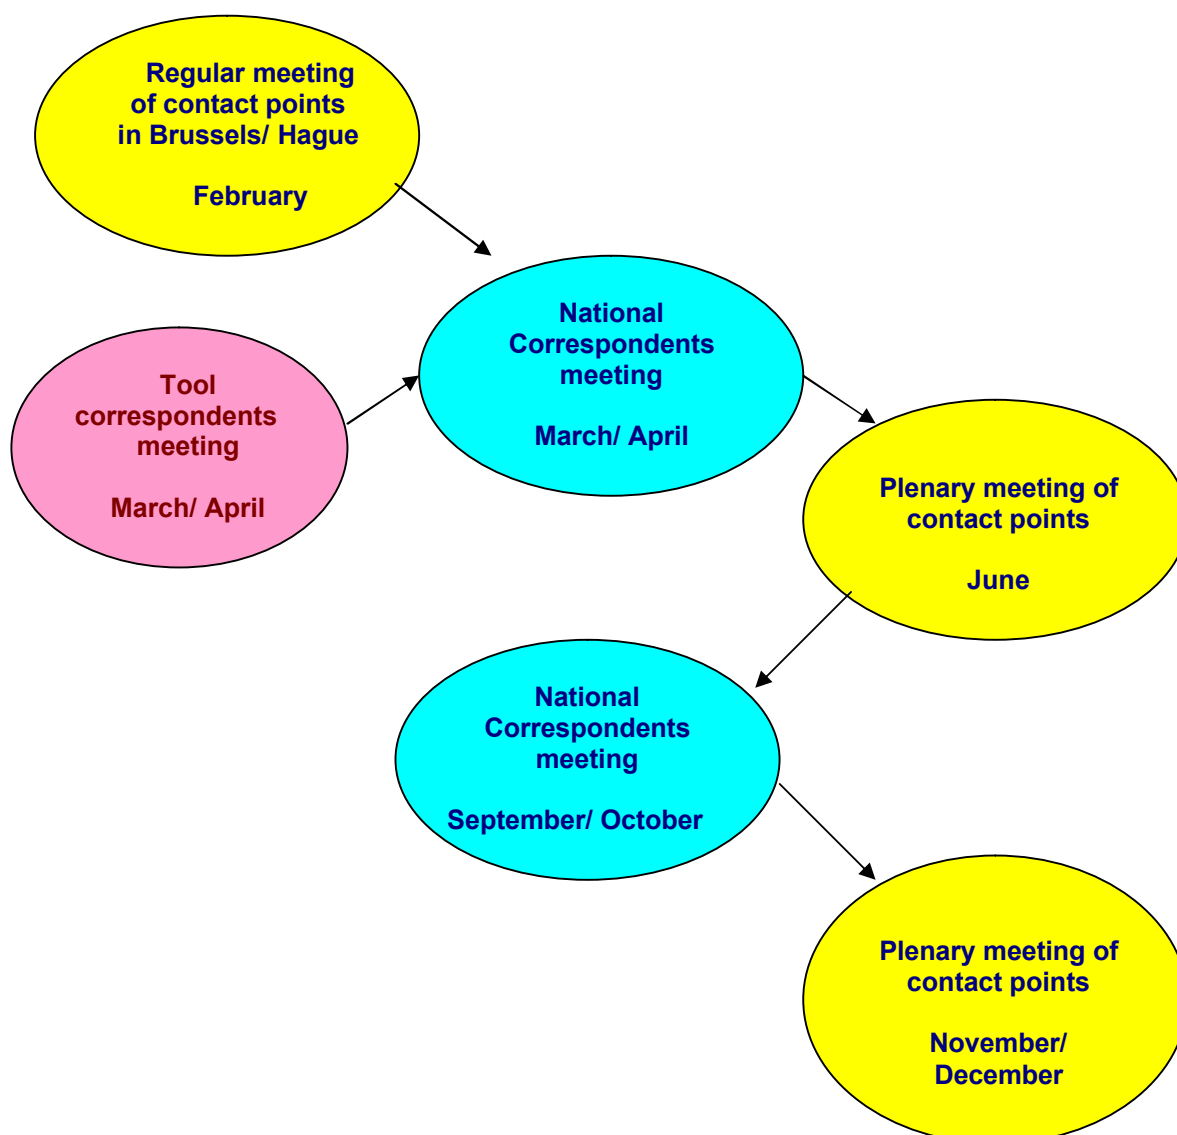 Regular meeting
of contact points
in Brussels/ Hague
February
National
Correspondents
meeting
March/ April
Tool
correspondents
meeting
March/ April
Plenary meeting of
contact points
June
National
Correspondents
meeting
September/ October
Plenary meeting of
contact points
November/
December